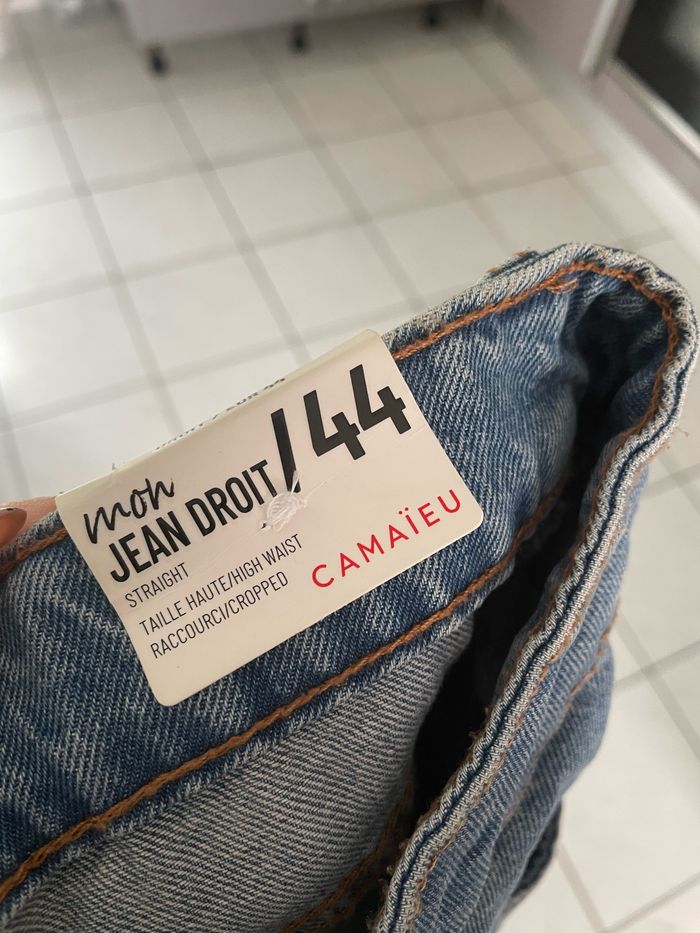 mon
JEAN DROIT/44
STRAIGHT
TAILLE HAUTE/HIGH WAIST
RACCOURCI/CROPPED
CAMAÏEU